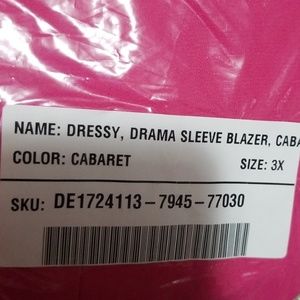 NAME: DRESSY, DRAMA SLEEVE BLAZER, CABA
COLOR: CABARET SIZE: 3X
SKU: DE1724113-7945-77030